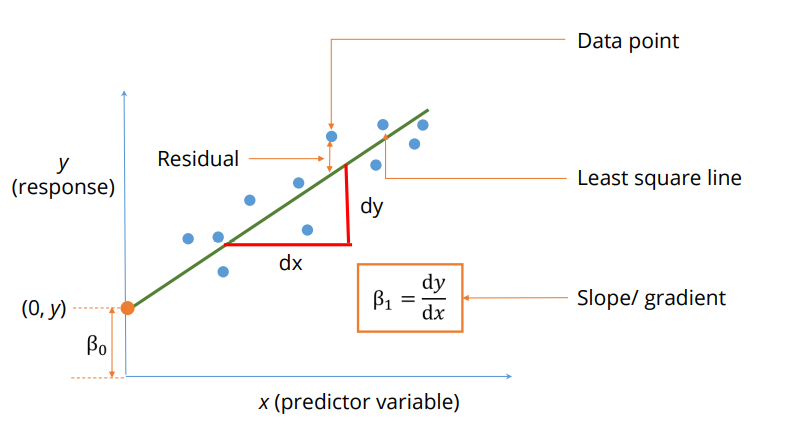 Data point
Residual
y
(response)
Least square line
dy
dx
β₁ = dy/dx
Slope/ gradient
(0, y)
β₀
x (predictor variable)